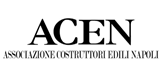 ACEN
ASSOCIAZIONE COSTRUTTORI EDILI NAPOLI